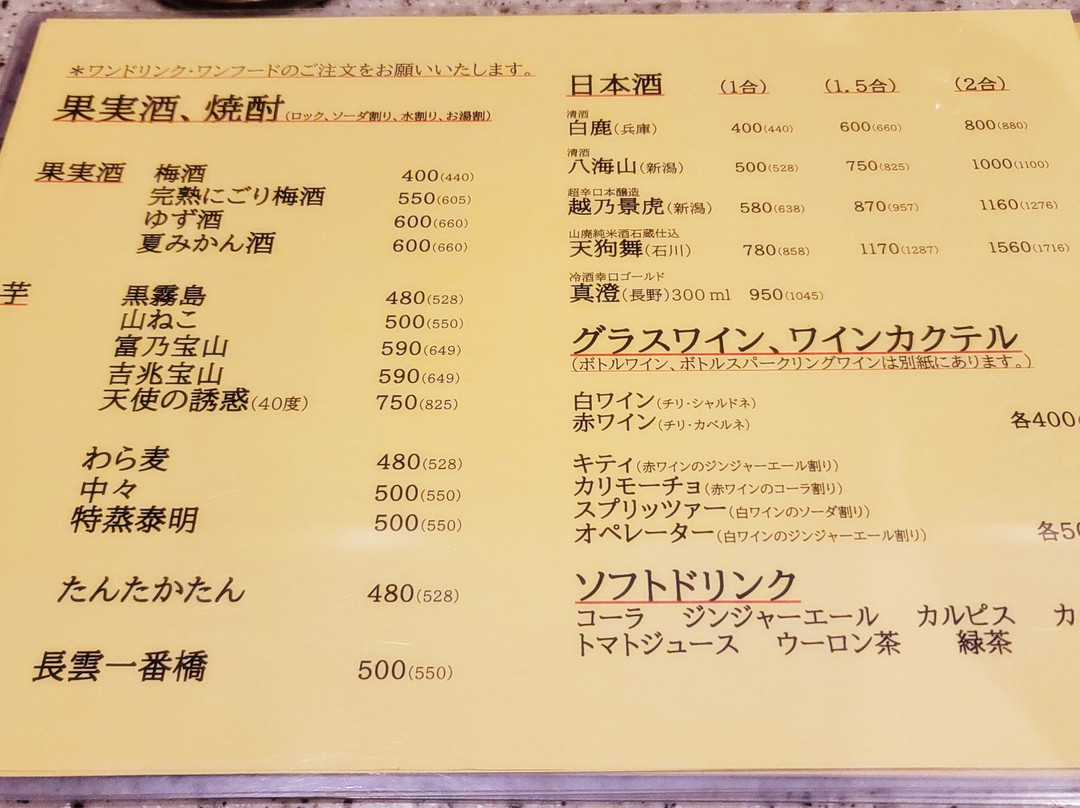 ＊ワンドリンク・ワンフードのご注文をお願いいたします。
果実酒、焼酎(ロック、ソーダ割り、水割り、お湯割)
果実酒 梅酒 400(440)
完熟にごり梅酒 550(605)
ゆず酒 600(660)
夏みかん酒 600(660)
芋 黒霧島 480(528)
山ねこ 500(550)
富乃宝山 590(649)
吉兆宝山 590(649)
天使の誘惑(40度) 750(825)
わら麦 480(528)
中々 500(550)
特蒸泰明 500(550)
たんたかたん 480(528)
長雲一番橋 500(550)
日本酒 (1合) (1.5合) (2合)
清酒
白鹿(兵庫) 400(440) 600(660) 800(880)
清酒
八海山(新潟) 500(528) 750(825) 1000(1100)
超辛口本醸造
越乃景虎(新潟) 580(638) 870(957) 1160(1276)
山廃純米酒石蔵仕込
天狗舞(石川) 780(858) 1170(1287) 1560(1716)
冷酒辛口ゴールド
真澄(長野)300ml 950(1045)
グラスワイン、ワインカクテル
(ボトルワイン、ボトルスパークリングワインは別紙にあります。)
白ワイン(チリ・シャルドネ)
赤ワイン(チリ・カベルネ) 各400(
キティ(赤ワインのジンジャーエール割り)
カリモーチョ(赤ワインのコーラ割り)
スプリッツァー(白ワインのソーダ割り)
オペレーター(白ワインのジンジャーエール割り) 各50
ソフトドリンク
コーラ ジンジャーエール カルピス カ
トマトジュース ウーロン茶 緑茶